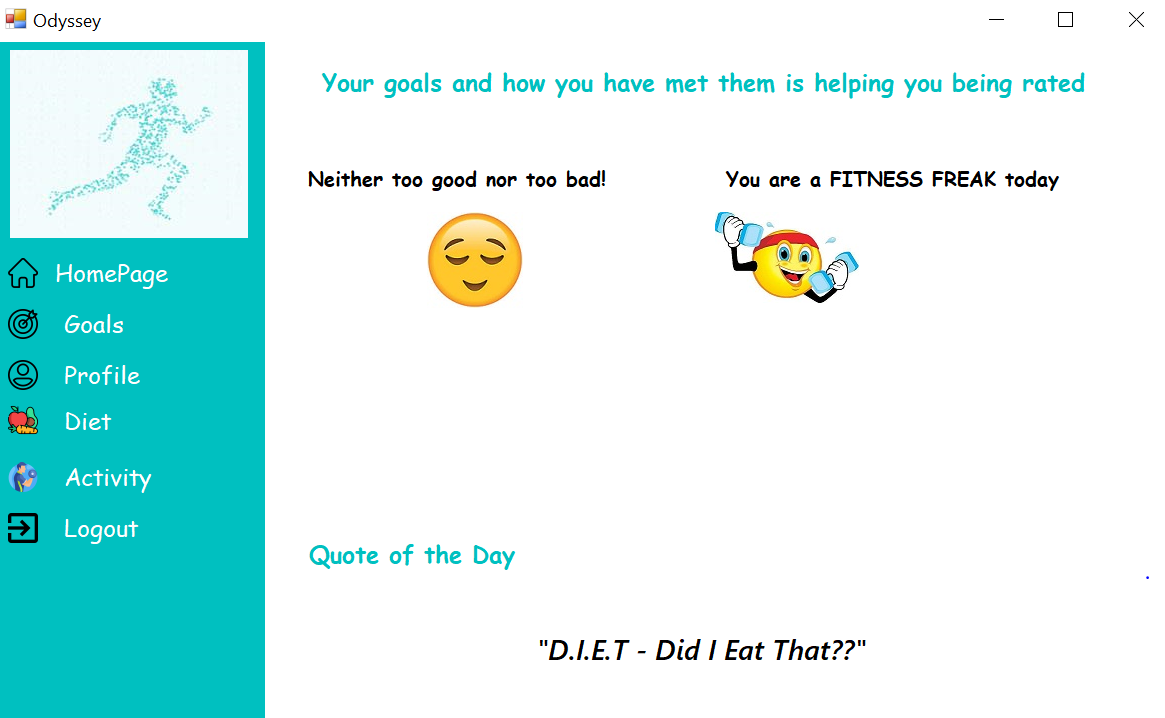 Odyssey
HomePage
Goals
Profile
Diet
Activity
Logout
Your goals and how you have met them is helping you being rated
Neither too good nor too bad!
You are a FITNESS FREAK today
Quote of the Day
"D.I.E.T - Did I Eat That??"